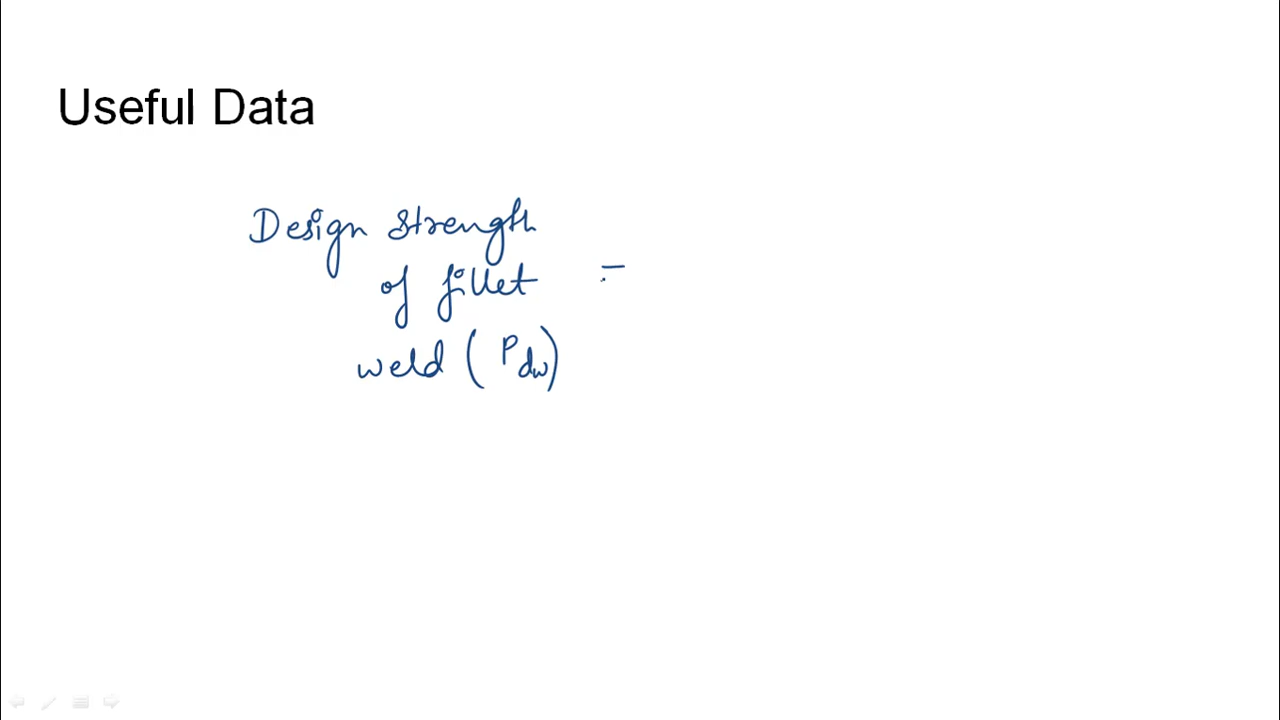 Useful Data
Design strength
of fillet =
weld (Pdw)